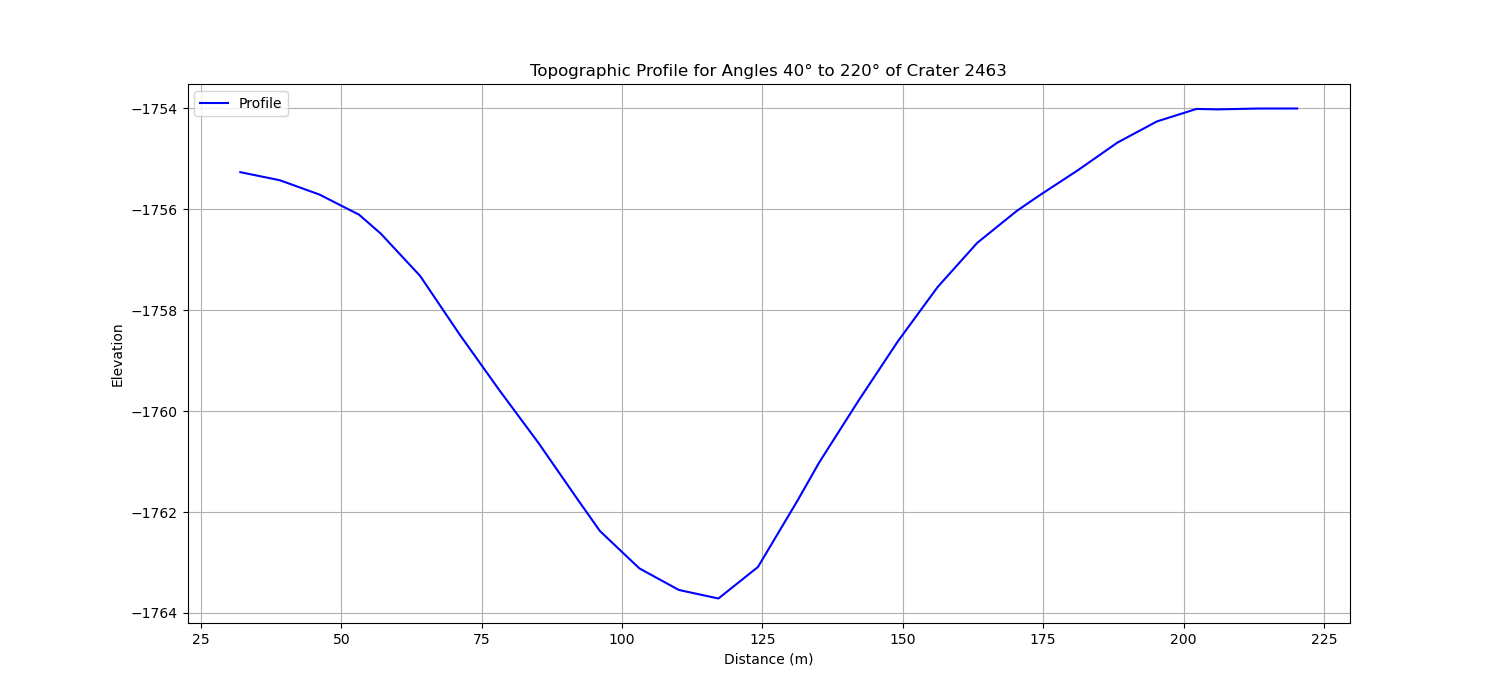 Topographic Profile for Angles 40° to 220° of Crater 2463
Profile
−1754
−1756
−1758
−1760
−1762
−1764
Elevation
25 50 75 100 125 150 175 200 225
Distance (m)